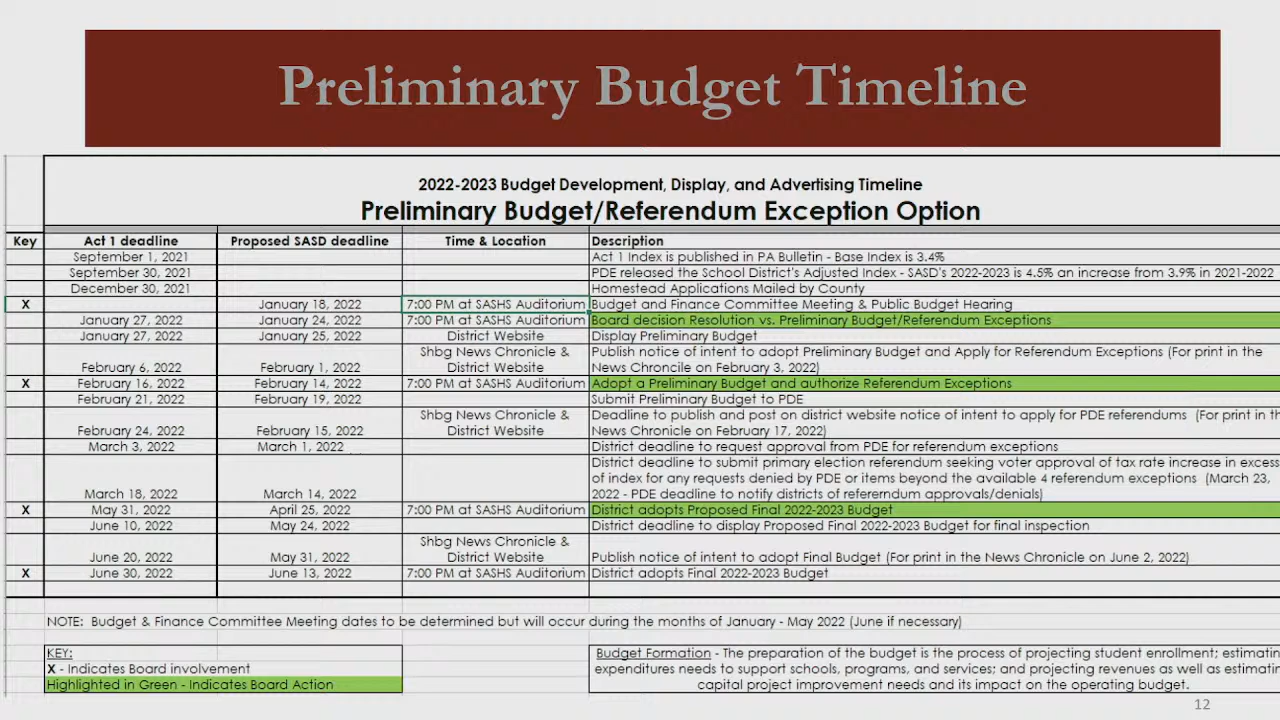 Preliminary Budget Timeline
2022-2023 Budget Development, Display, and Advertising Timeline
Preliminary Budget/Referendum Exception Option
Key Act 1 deadline Proposed SASD deadline Time & Location Description
September 1, 2021 Act 1 Index is published in PA Bulletin - Base Index is 3.4%
September 30, 2021 PDE released the School District's Adjusted Index - SASD's 2022-2023 is 4.5% an increase from 3.9% in 2021-2022
December 30, 2021 Homestead Applications Mailed by County
X January 18, 2022 7:00 PM at SASHS Auditorium Budget and Finance Committee Meeting & Public Budget Hearing
January 27, 2022 January 24, 2022 7:00 PM at SASHS Auditorium Board decision Resolution vs. Preliminary Budget/Referendum Exceptions
January 27, 2022 January 25, 2022 District Website Display Preliminary Budget
Shbg News Chronicle & Publish notice of intent to adopt Preliminary Budget and Apply for Referendum Exceptions (For print in the
February 6, 2022 February 1, 2022 District Website News Chroncile on February 3, 2022)
X February 16, 2022 February 14, 2022 7:00 PM at SASHS Auditorium Adopt a Preliminary Budget and authorize Referendum Exceptions
February 21, 2022 February 19, 2022 Submit Preliminary Budget to PDE
Shbg News Chronicle & Deadline to publish and post on district website notice of intent to apply for PDE referendums (For print in th
February 24, 2022 February 15, 2022 District Website News Chroncile on February 17, 2022)
March 3, 2022 March 1, 2022 District deadline to request approval from PDE for referendum exceptions
District deadline to submit primary election referendum seeking voter approval of tax rate increase in excess
of index for any requests denied by PDE or items beyond the available 4 referendum exceptions (March 23,
March 18, 2022 March 14, 2022 2022 - PDE deadline to notify districts of referemdum approvals/denials)
X May 31, 2022 April 25, 2022 7:00 PM at SASHS Auditorium District adopts Proposed Final 2022-2023 Budget
June 10, 2022 May 24, 2022 District deadline to display Proposed Final 2022-2023 Budget for final inspection
Shbg News Chronicle &
June 20, 2022 May 31, 2022 District Website Publish notice of intent to adopt Final Budget (For print in the News Chronicle on June 2, 2022)
X June 30, 2022 June 13, 2022 7:00 PM at SASHS Auditorium District adopts Final 2022-2023 Budget
NOTE: Budget & Finance Committee Meeting dates to be determined but will occur during the months of January - May 2022 (June if necessary)
KEY:
X - Indicates Board involvement
Highlighted in Green - Indicates Board Action
Budget Formation - The preparation of the budget is the process of projecting student enrollment; estimatin
expenditures needs to support schools, programs, and services; and projecting revenues as well as estimatin
capital project improvement needs and its impact on the operating budget.
12